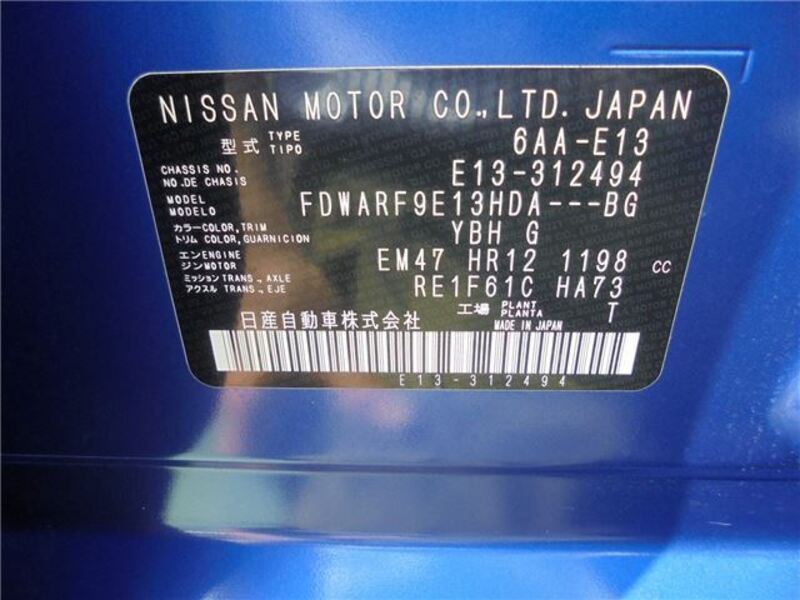 NISSAN MOTOR CO.,LTD. JAPAN
型式 TYPE TIPO 6AA-E13
CHASSIS NO. NO.DE CHASIS E13-312494
MODEL MODELO FDWARF9E13HDA---BG
カラー COLOR,TRIM トリム COLOR,GUARNICION YBH G
エンジン ENGINE MOTOR EM47 HR12 1198 CC
ミッション TRANS.,AXLE アクスル TRANS.,EJE RE1F61C HA73
工場 PLANT PLANTA T
日産自動車株式会社 MADE IN JAPAN
E13-312494